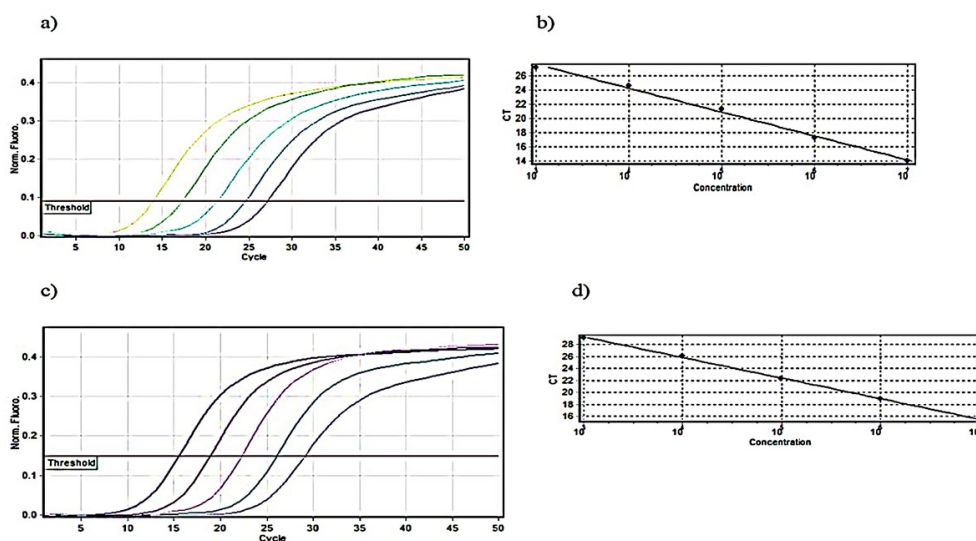 a)
0.4
0.3
0.2
0.1
0.0
Norm. Fluoro.
Threshold
5 10 15 20 25 30 35 40 45 50
Cycle
b)
26
24
22
20
18
16
14
CT
Concentration
c)
0.4
0.3
0.2
0.1
0.0
Norm. Fluoro.
Threshold
5 10 15 20 25 30 35 40 45 50
Cycle
d)
28
26
24
22
20
18
16
CT
Concentration